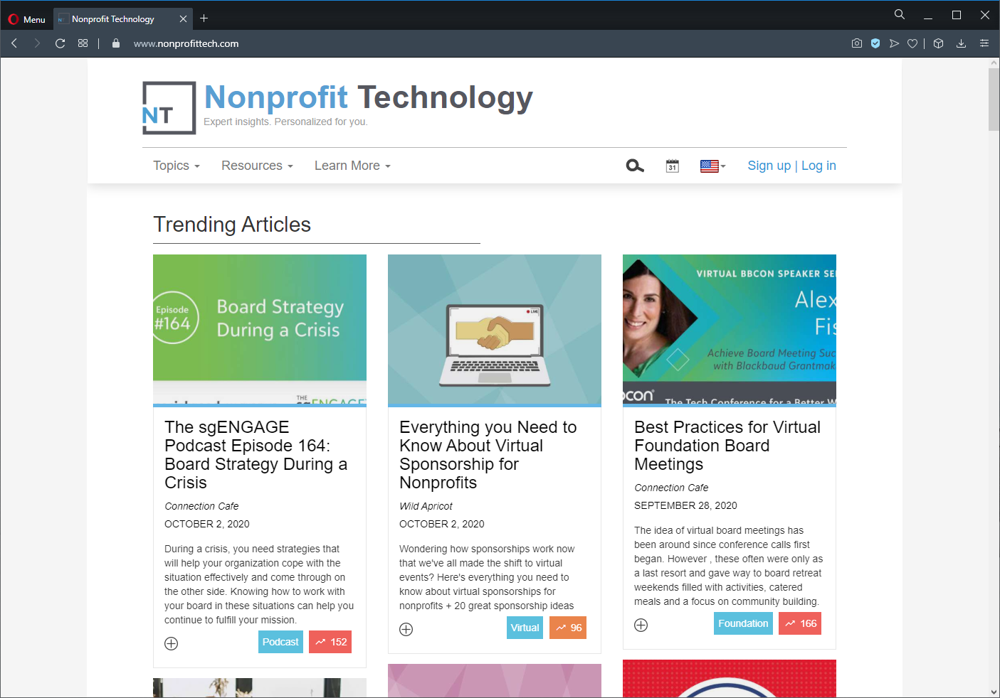 Menu
Nonprofit Technology
www.nonprofittech.com
NT
Nonprofit Technology
Expert insights. Personalized for you.
Topics
Resources
Learn More
31
Sign up | Log in
Trending Articles
Episode
#164
Board Strategy
During a Crisis
THE
sgENGAGE
The sgENGAGE
Podcast Episode 164:
Board Strategy During a
Crisis
Connection Cafe
OCTOBER 2, 2020
During a crisis, you need strategies that
will help your organization cope with the
situation effectively and come through on
the other side. Knowing how to work with
your board in these situations can help you
continue to fulfill your mission.
Podcast
152
LIVE
Everything you Need to
Know About Virtual
Sponsorship for
Nonprofits
Wild Apricot
OCTOBER 2, 2020
Wondering how sponsorships work now
that we've all made the shift to virtual
events? Here's everything you need to
know about virtual sponsorships for
nonprofits + 20 great sponsorship ideas
Virtual
96
VIRTUAL BBCON SPEAKER SE
Alex
Fis
Achieve Board Meeting Suc
with Blackbaud Grantmak
bcon®
The Tech Conference for a Better W
Best Practices for Virtual
Foundation Board
Meetings
Connection Cafe
SEPTEMBER 28, 2020
The idea of virtual board meetings has
been around since conference calls first
began. However , these often were only as
a last resort and gave way to board retreat
weekends filled with activities, catered
meals and a focus on community building.
Foundation
166